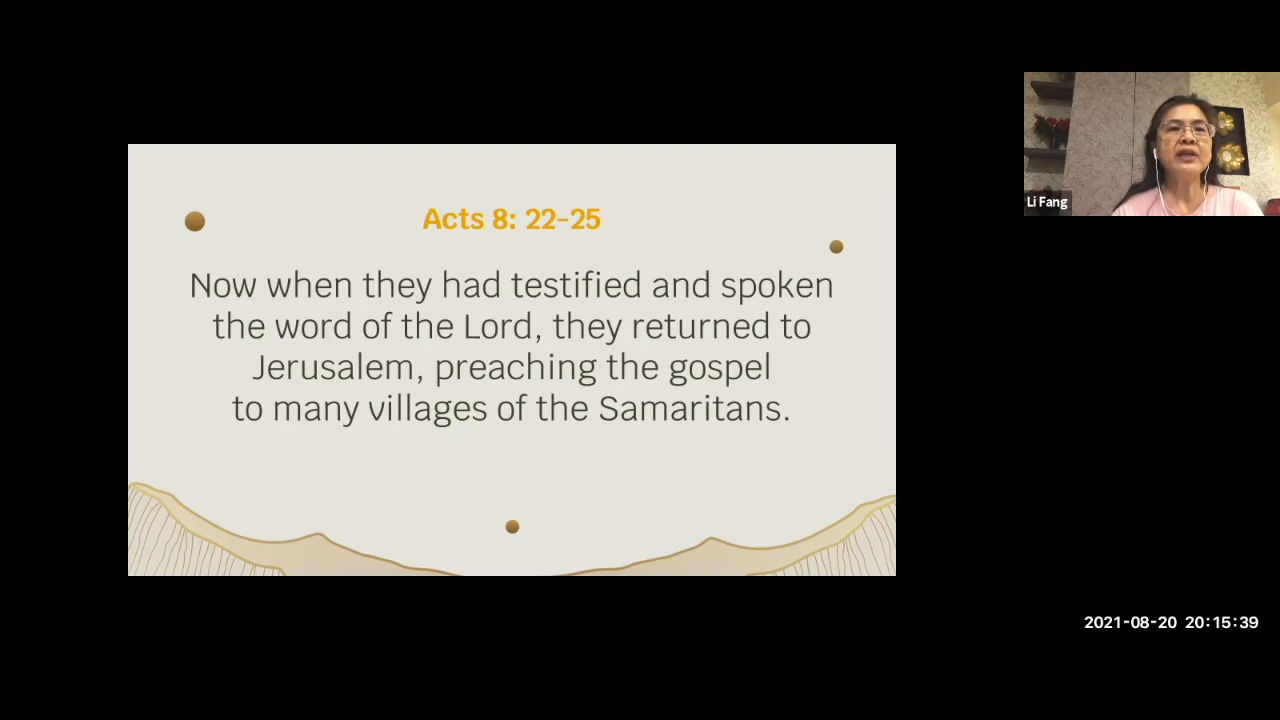 Acts 8: 22-25
Now when they had testified and spoken
the word of the Lord, they returned to
Jerusalem, preaching the gospel
to many villages of the Samaritans.
Li Fang
2021-08-20 20:15:39